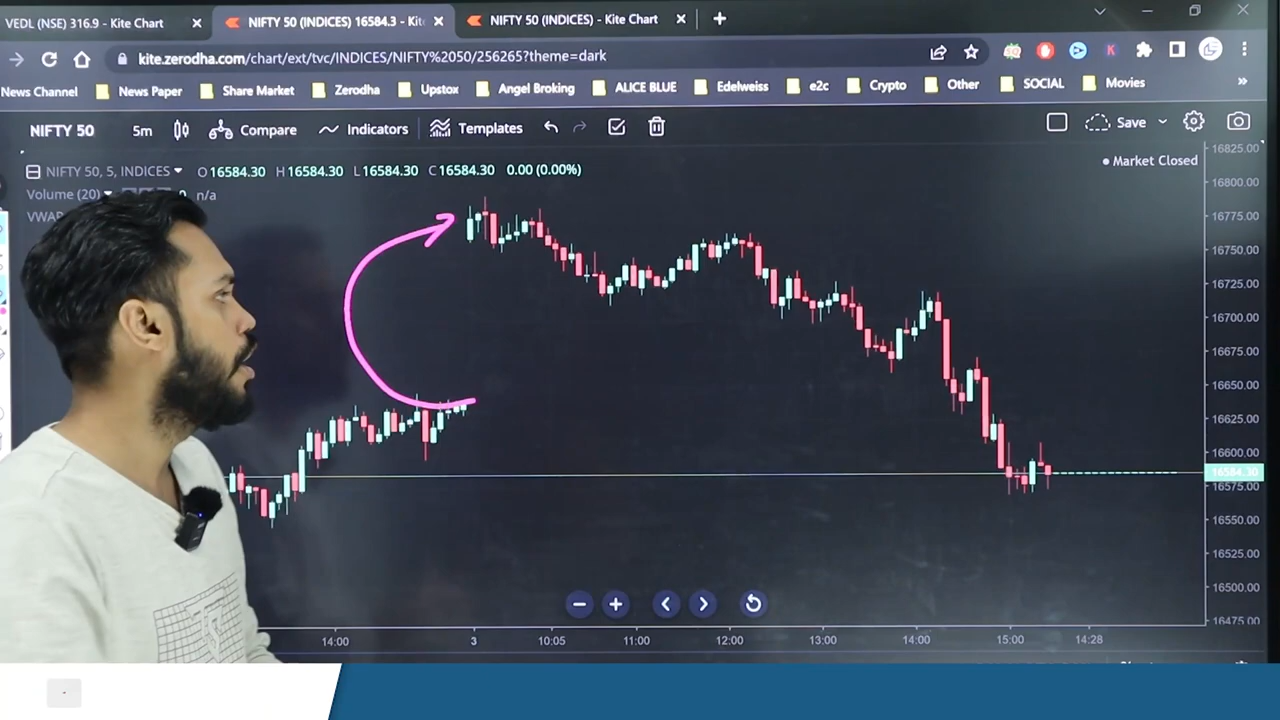 VEDL (NSE) 316.9 - Kite Chart
NIFTY 50 (INDICES) 16584.3 - Kit
NIFTY 50 (INDICES) - Kite Chart
kite.zerodha.com/chart/ext/tvc/INDICES/NIFTY%2050/256265?theme=dark
News Channel News Paper Share Market Zerodha Upstox Angel Broking ALICE BLUE Edelweiss e2c Crypto Other SOCIAL Movies
NIFTY 50 5m Compare Indicators Templates Save
NIFTY 50, 5, INDICES O 16584.30 H 16584.30 L 16584.30 C 16584.30 0.00 (0.00%)
Market Closed
Volume (20) 0 n/a
VWAP
16825.00
16800.00
16775.00
16750.00
16725.00
16700.00
16675.00
16650.00
16625.00
16600.00
16584.30
16575.00
16550.00
16525.00
16500.00
16475.00
14:00 3 10:05 11:00 12:00 13:00 14:00 15:00 14:28